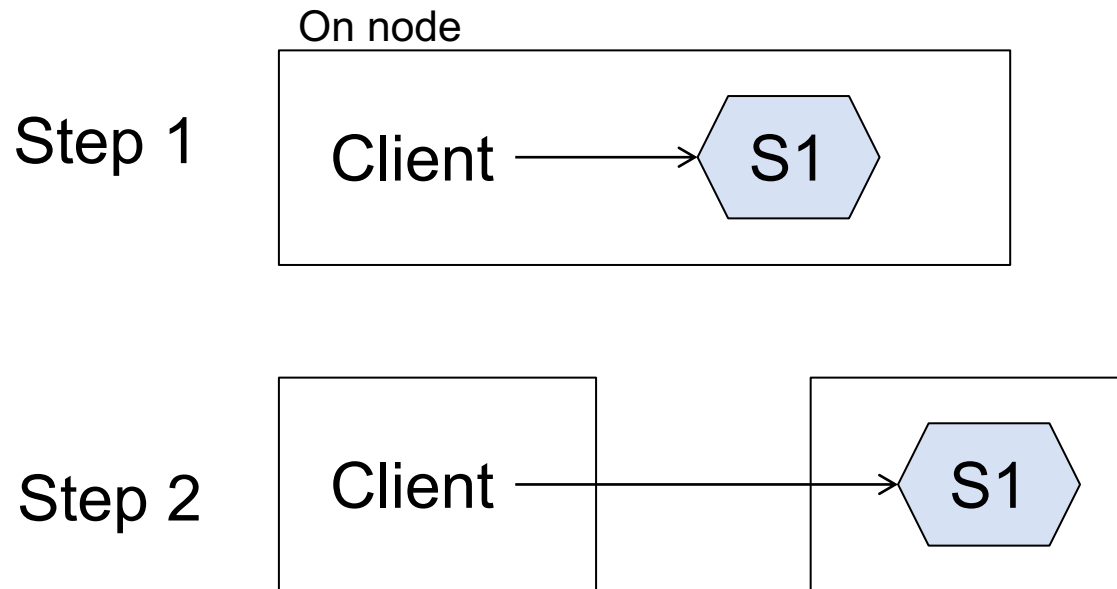 On node
Step 1
Client
S1
Step 2
Client
S1